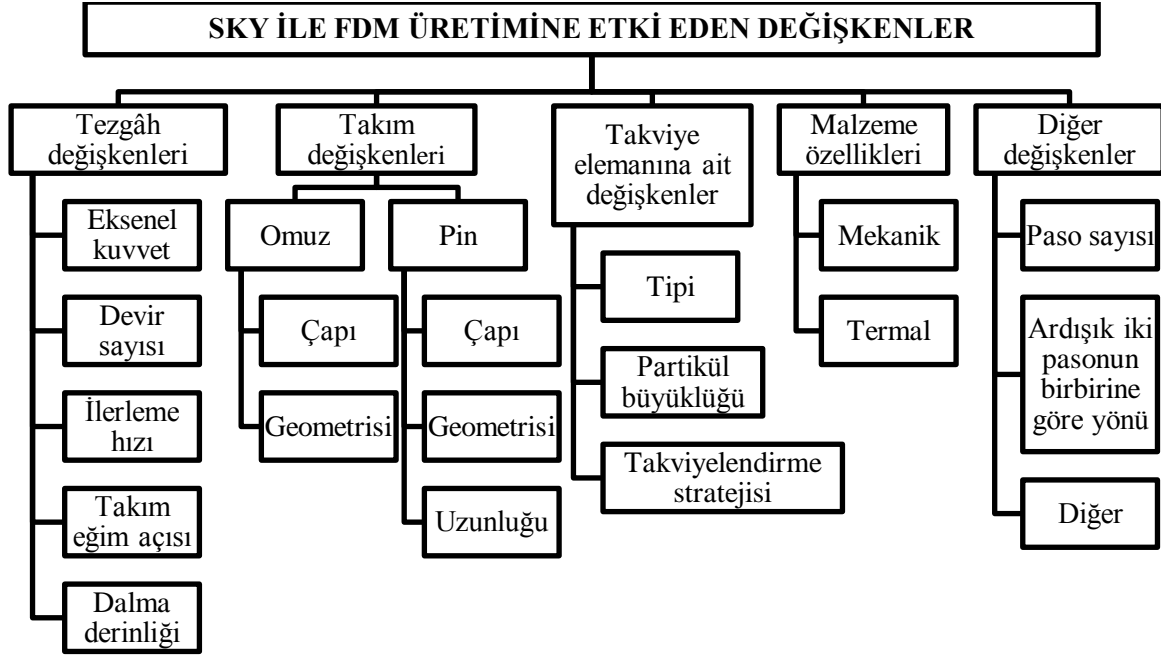 SKY İLE FDM ÜRETİMİNE ETKİ EDEN DEĞİŞKENLER
Tezgâh
değişkenleri
Eksenel
kuvvet
Devir
sayısı
İlerleme
hızı
Takım
eğim açısı
Dalma
derinliği
Takım
değişkenleri
Omuz
Çapı
Geometrisi
Pin
Çapı
Geometrisi
Uzunluğu
Takviye
elemanına ait
değişkenler
Tipi
Partikül
büyüklüğü
Takviyelendirme
stratejisi
Malzeme
özellikleri
Mekanik
Termal
Diğer
değişkenler
Paso sayısı
Ardışık iki
pasonun
birbirine
göre yönü
Diğer